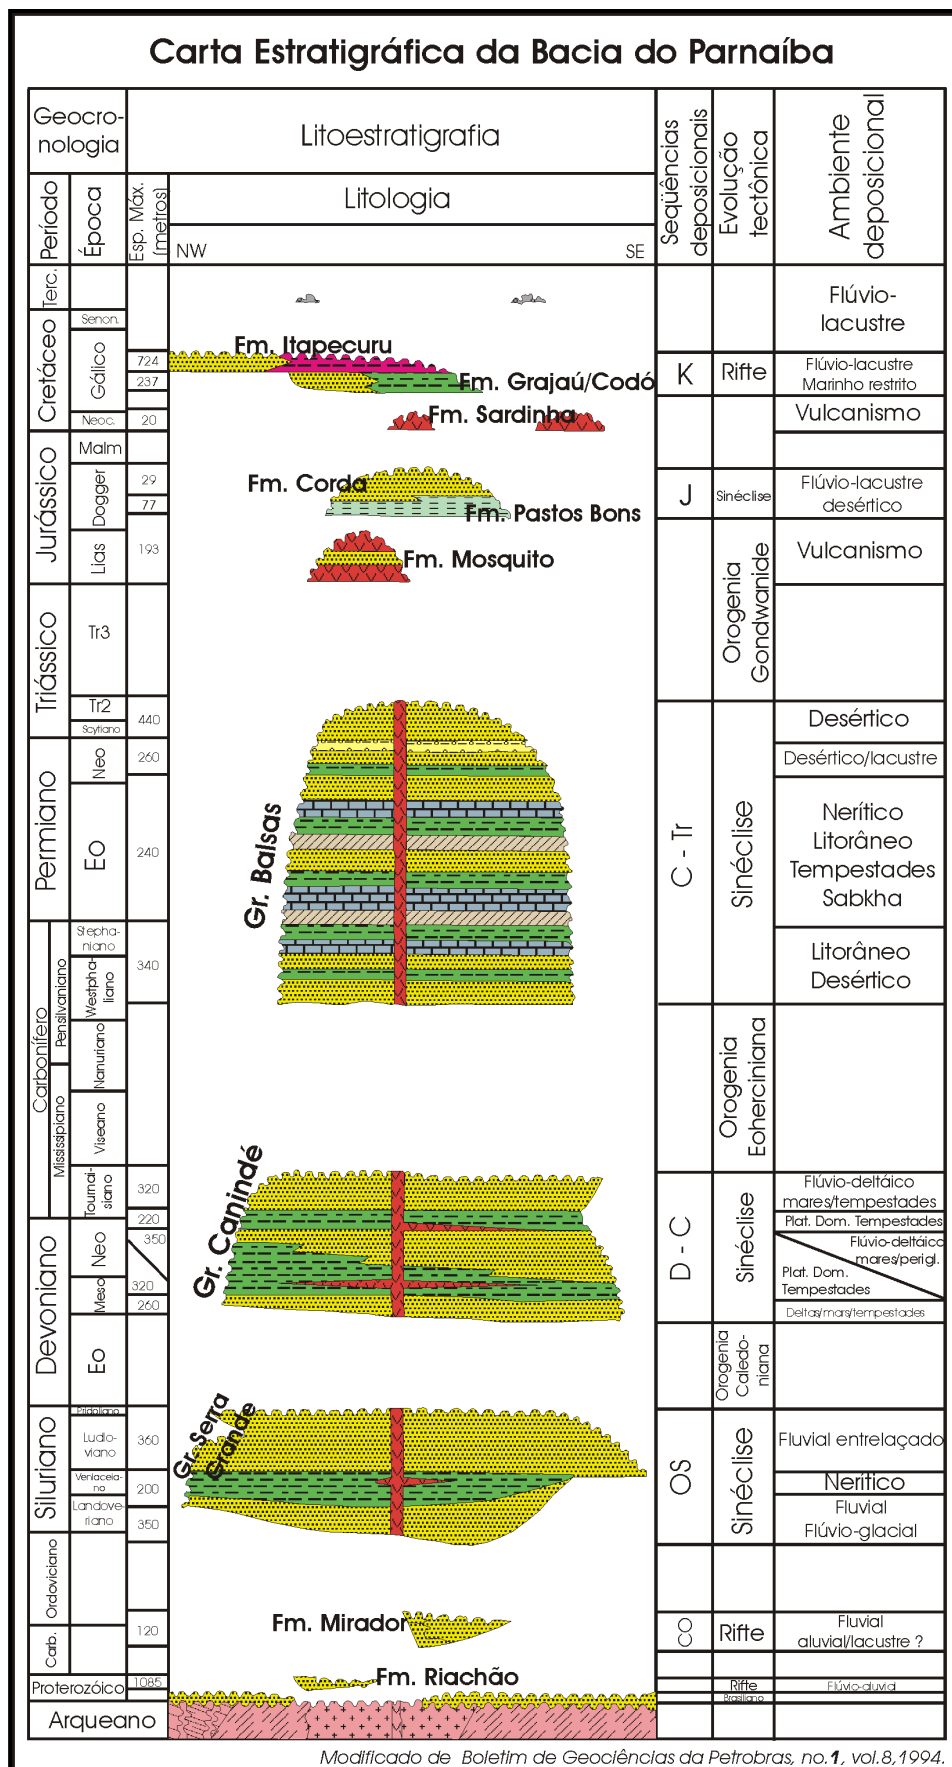 Carta Estratigráfica da Bacia do Parnaíba
Geocro-
nologia
Litoestratigrafia
Seqüências
deposicionais
Evolução
tectônica
Ambiente
deposicional
Período
Época
Esp. Máx.
(metros)
Litologia
NW
SE
Terc.
Flúvio-
lacustre
Cretáceo
Senon.
Gálico
Neoc.
724
237
20
Fm. Itapecuru
Fm. Grajaú/Codó
Fm. Sardinha
K
Rifte
Flúvio-lacustre
Marinho restrito
Vulcanismo
Jurássico
Malm
Dogger
Lias
29
77
193
Fm. Corda
Fm. Pastos Bons
Fm. Mosquito
J
Sinéclise
Flúvio-lacustre
desértico
Vulcanismo
Orogenia
Gondwanide
Triássico
Tr3
Tr2
Scytiano
440
Desértico
Permiano
Neo
Eo
260
240
Gr. Balsas
C - Tr
Sinéclise
Desértico/lacustre
Nerítico
Litorâneo
Tempestades
Sabkha
Carbonífero
Pensilvaniano
Mississipiano
Stepha-
niano
Westpha-
liano
Nanuriano
Viseano
Tournai-
siano
340
Litorâneo
Desértico
Orogenia
Eoherciniana
320
220
350
320
260
Gr. Canindé
D - C
Sinéclise
Flúvio-deltáico
mares/tempestades
Plat. Dom. Tempestades
Flúvio-deltáico
mares/perigl.
Plat. Dom.
Tempestades
Deltas/mars/tempestades
Devoniano
Neo
Meso
Eo
Orogenia
Caledo-
niana
Siluriano
Pridoliano
Ludlo-
viano
Venlaceia-
no
Landove-
riano
360
200
350
Gr. Serra
Grande
OS
Sinéclise
Fluvial entrelaçado
Nerítico
Fluvial
Flúvio-glacial
Ordoviciano
Carb.
120
Fm. Mirador
CO
Rifte
Fluvial
aluvial/lacustre ?
Proterozóico
1085
Fm. Riachão
Rifte
Brasiliano
Flúvio-aluvial
Arqueano
Modificado de Boletim de Geociências da Petrobras, no.1, vol.8,1994.